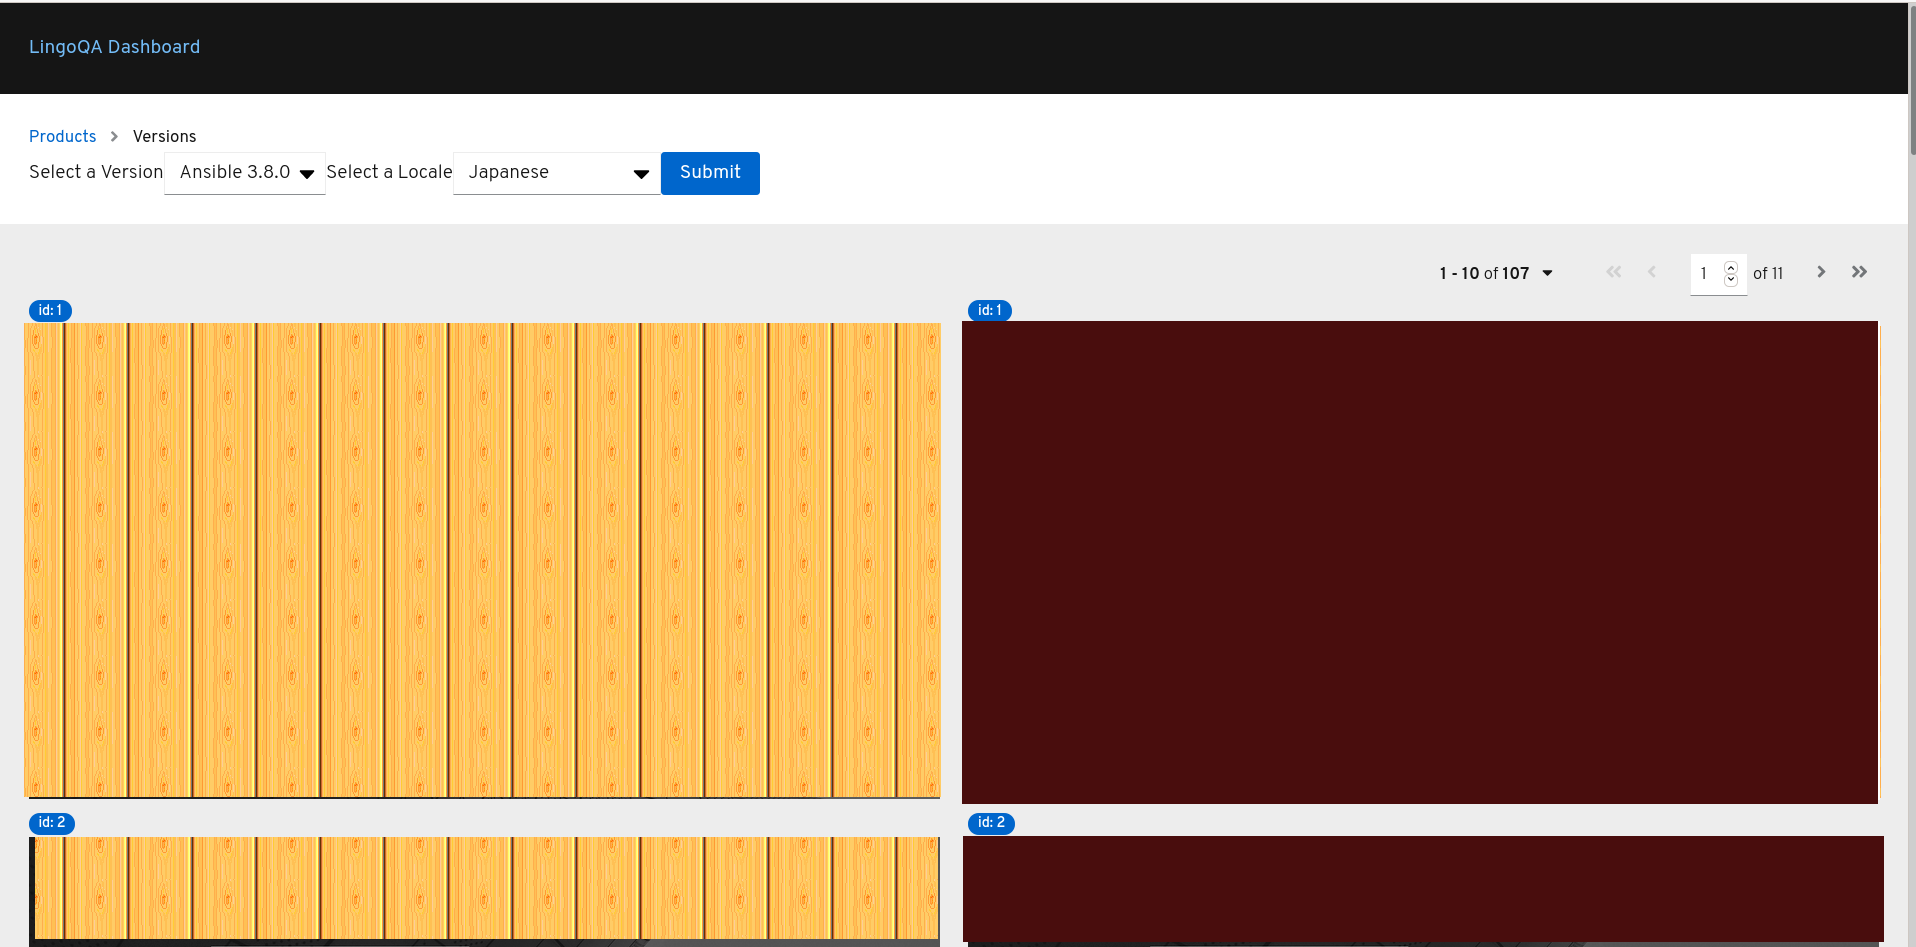 LingoQA Dashboard
Products > Versions
Select a Version Ansible 3.8.0 Select a Locale Japanese Submit
1 - 10 of 107 1 of 11
id: 1 id: 1
id: 2 id: 2